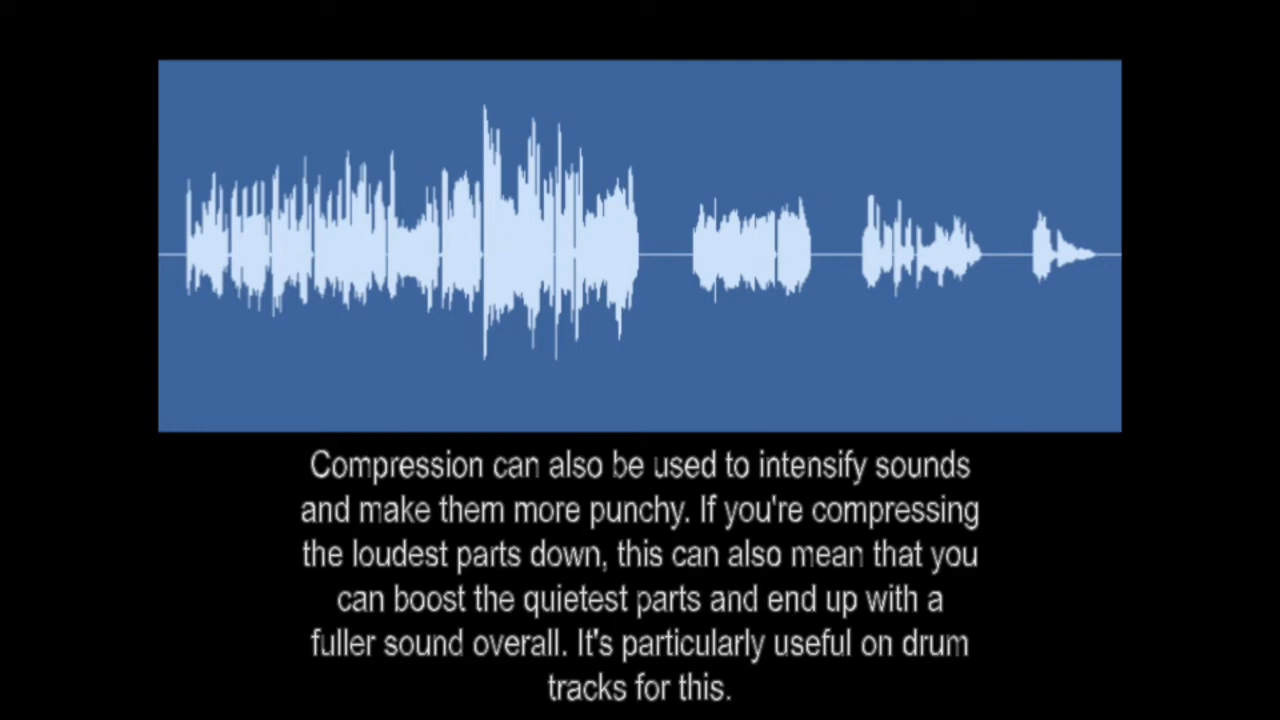 Compression can also be used to intensify sounds
and make them more punchy. If you're compressing
the loudest parts down, this can also mean that you
can boost the quietest parts and end up with a
fuller sound overall. It's particularly useful on drum
tracks for this.